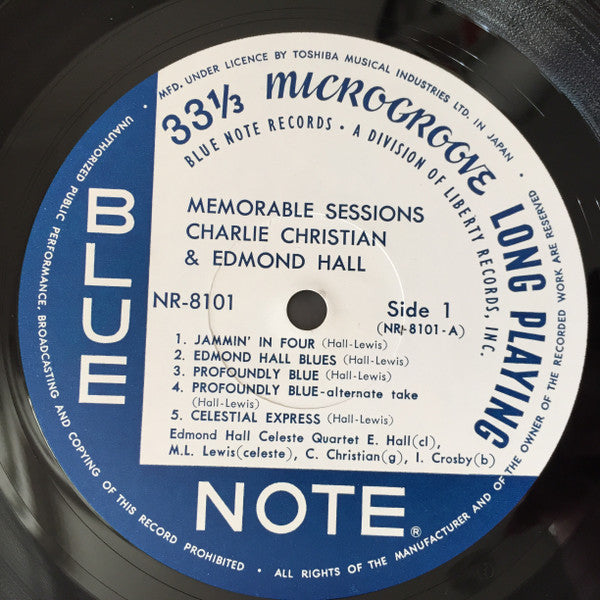 MFD. UNDER LICENCE BY TOSHIBA MUSICAL INDUSTRIES LTD. IN JAPAN •
33 1/3 MICROGROOVE LONG PLAYING
BLUE NOTE RECORDS • A DIVISION OF LIBERTY RECORDS, INC.
MEMORABLE SESSIONS
CHARLIE CHRISTIAN
& EDMOND HALL
NR-8101
Side 1
(NR-8101-A)
1. JAMMIN' IN FOUR (Hall-Lewis)
2. EDMOND HALL BLUES (Hall-Lewis)
3. PROFOUNDLY BLUE (Hall-Lewis)
4. PROFOUNDLY BLUE-alternate take
(Hall-Lewis)
5. CELESTIAL EXPRESS (Hall-Lewis)
Edmond Hall Celeste Quartet E. Hall(cl),
M.L. Lewis(celeste), C. Christian(g), I. Crosby(b)
BLUE
NOTE®
ALL RIGHTS OF THE MANUFACTURER AND OF THE OWNER OF THE RECORDED WORK ARE RESERVED •
UNAUTHORIZED PUBLIC PERFORMANCE, BROADCASTING AND COPYING OF THIS RECORD PROHIBITED •